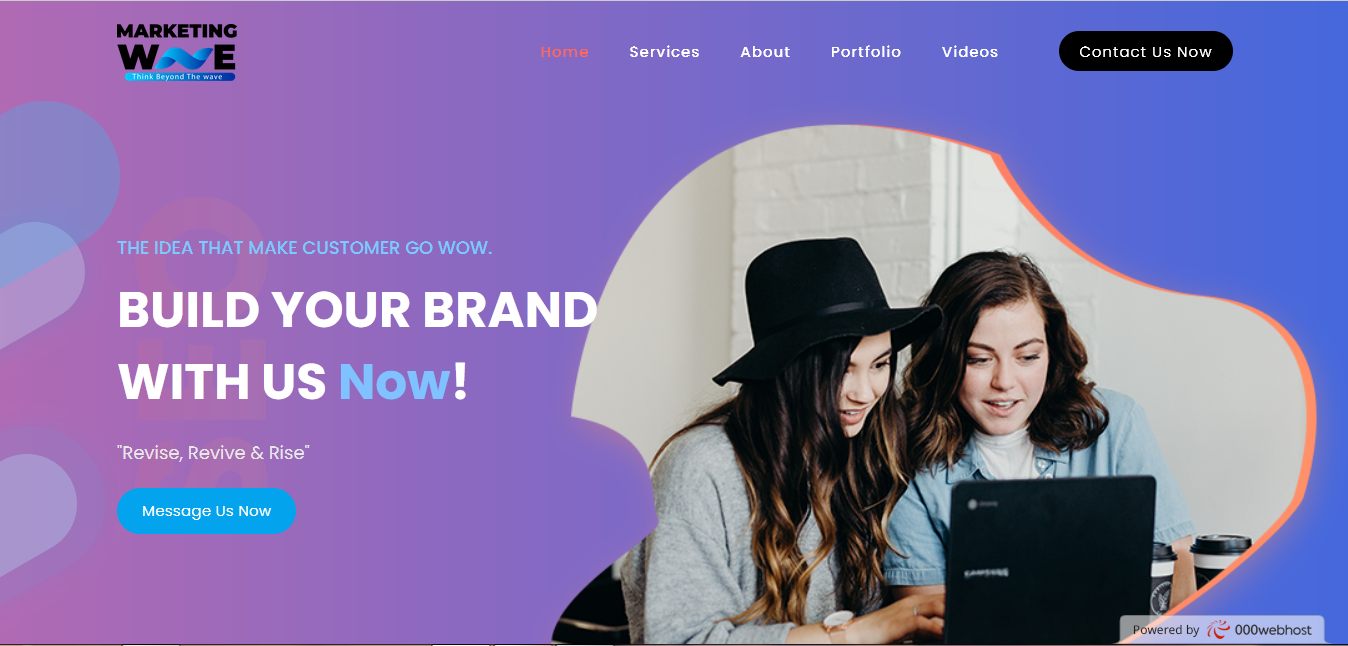 MARKETING
WAVE
Think Beyond The wave
Home Services About Portfolio Videos Contact Us Now
THE IDEA THAT MAKE CUSTOMER GO WOW.
BUILD YOUR BRAND
WITH US Now!
"Revise, Revive & Rise"
Message Us Now
SAMSUNG
Powered by 000webhost